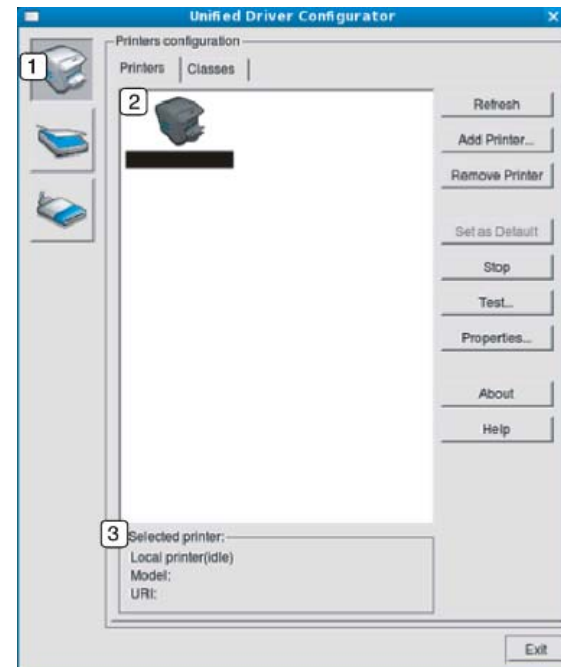 Unified Driver Configurator
1
Printers configuration
Printers Classes
2
Refresh
Add Printer...
Remove Printer
Set as Default
Stop
Test...
Properties...
About
Help
3
Selected printer:
Local printer(idle)
Model:
URI:
Exit